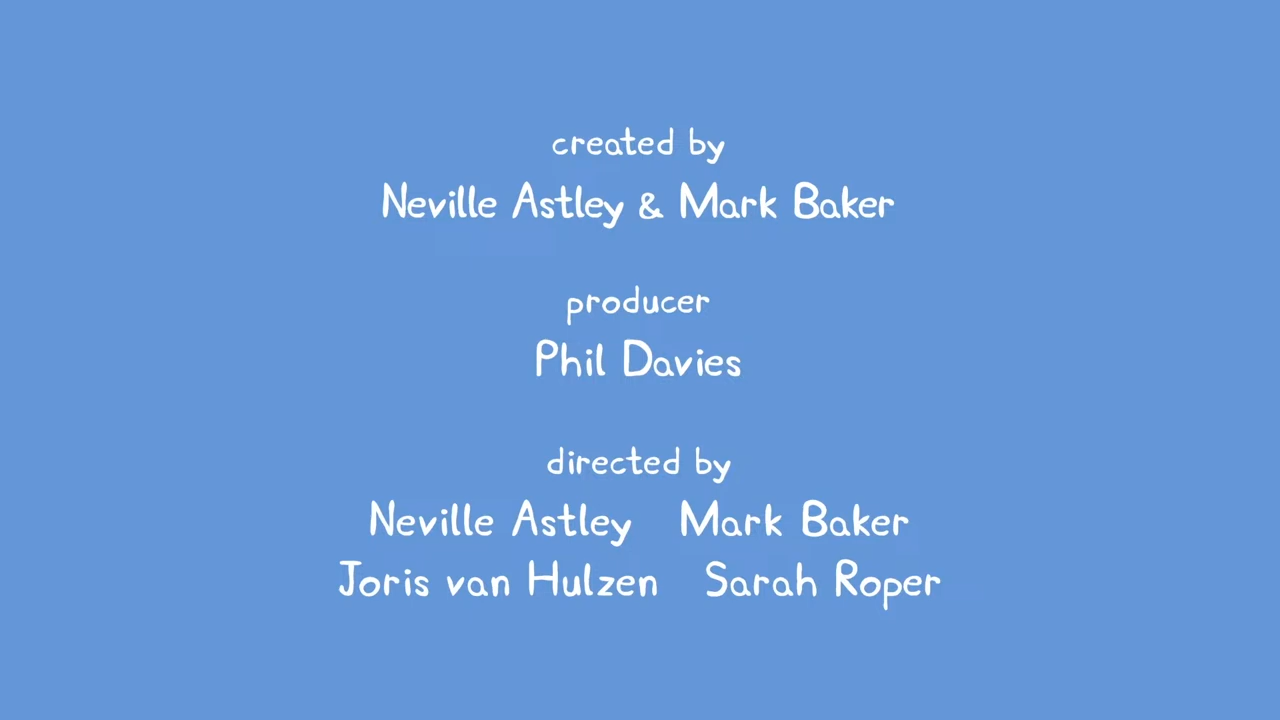 created by
Neville Astley & Mark Baker
producer
Phil Davies
directed by
Neville Astley Mark Baker
Joris van Hulzen Sarah Roper